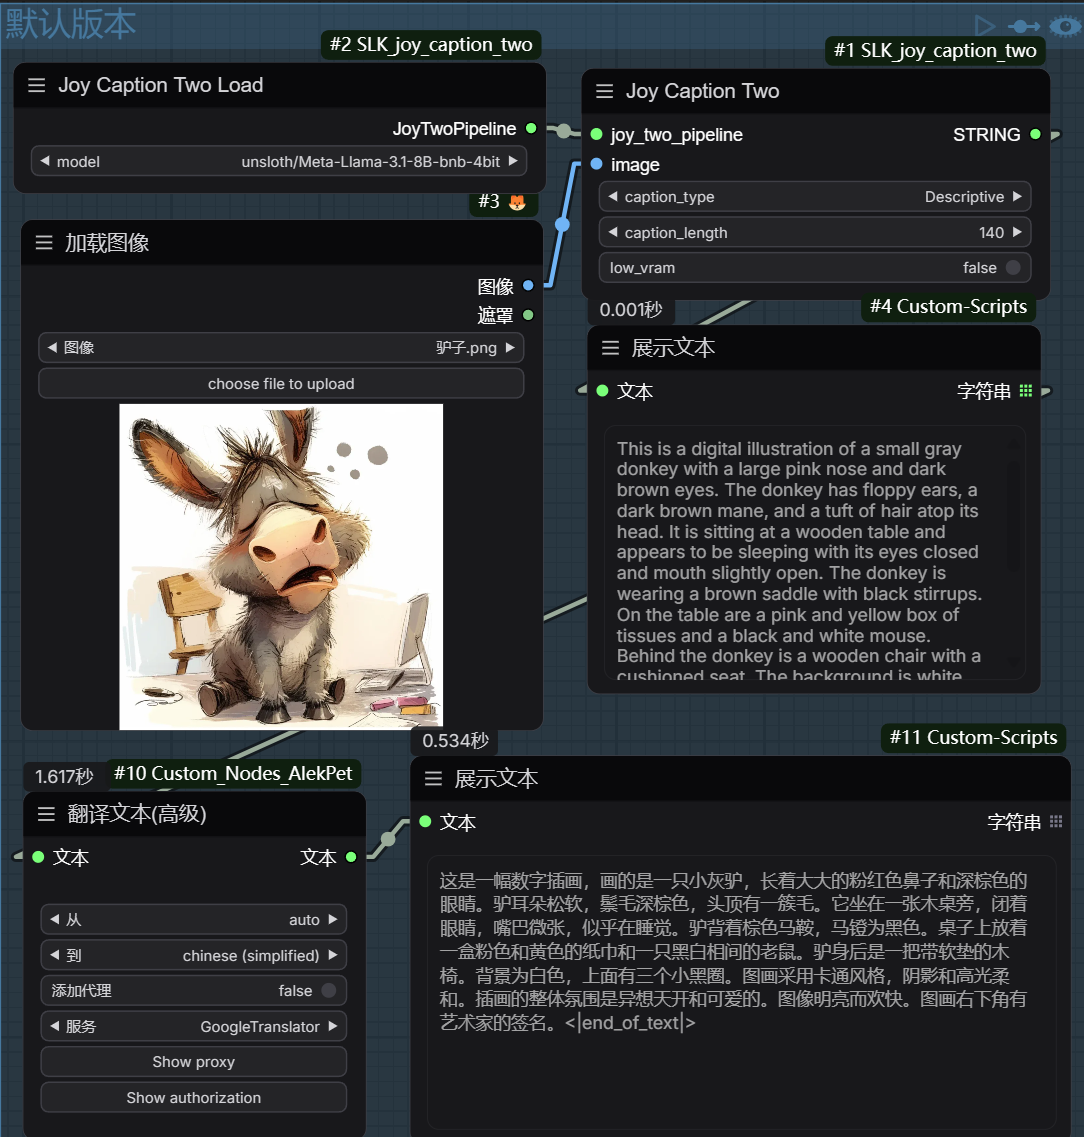 默认版本
#2 SLK_joy_caption_two
Joy Caption Two Load
JoyTwoPipeline
model unsloth/Meta-Llama-3.1-8B-bnb-4bit
#1 SLK_joy_caption_two
Joy Caption Two
joy_two_pipeline STRING
image
caption_type Descriptive
caption_length 140
low_vram false
#3
加载图像
图像
遮罩
图像 驴子.png
choose file to upload
0.001秒
#4 Custom-Scripts
展示文本
文本 字符串
This is a digital illustration of a small gray
donkey with a large pink nose and dark
brown eyes. The donkey has floppy ears, a
dark brown mane, and a tuft of hair atop its
head. It is sitting at a wooden table and
appears to be sleeping with its eyes closed
and mouth slightly open. The donkey is
wearing a brown saddle with black stirrups.
On the table are a pink and yellow box of
tissues and a black and white mouse.
Behind the donkey is a wooden chair with a
cushioned seat. The background is white
1.617秒
#10 Custom_Nodes_AlekPet
翻译文本(高级)
文本 文本
从 auto
到 chinese (simplified)
添加代理 false
服务 GoogleTranslator
Show proxy
Show authorization
0.534秒
#11 Custom-Scripts
展示文本
文本 字符串
这是一幅数字插画，画的是一只小灰驴，长着大大的粉红色鼻子和深棕色的
眼睛。驴耳朵松软，鬃毛深棕色，头顶有一簇毛。它坐在一张木桌旁，闭着
眼睛，嘴巴微张，似乎在睡觉。驴背着棕色马鞍，马镫为黑色。桌子上放着
一盒粉色和黄色的纸巾和一只黑白相间的老鼠。驴身后是一把带软垫的木
椅。背景为白色，上面有三个小黑圈。图画采用卡通风格，阴影和高光柔
和。插画的整体氛围是异想天开和可爱的。图像明亮而欢快。图画右下角有
艺术家的签名。<|end_of_text|>